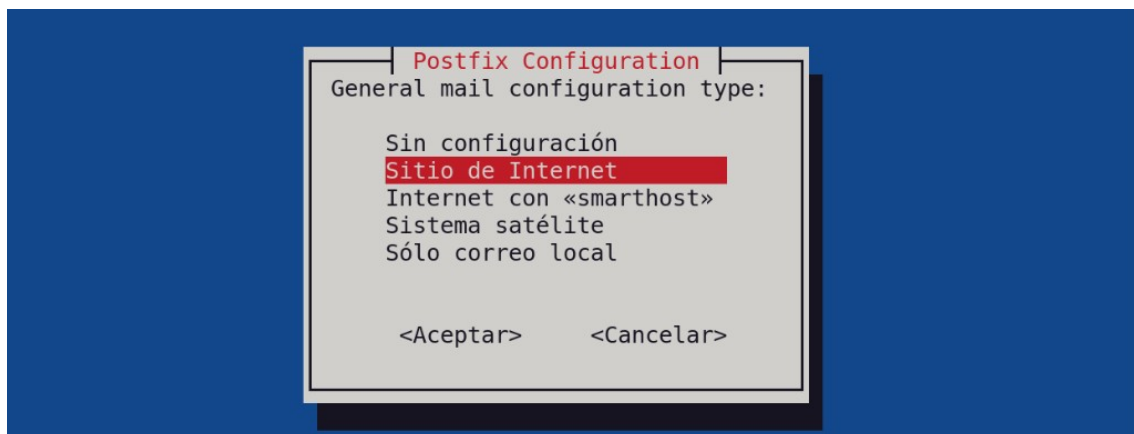 Postfix Configuration
General mail configuration type:
Sin configuración
Sitio de Internet
Internet con «smarthost»
Sistema satélite
Sólo correo local
<Aceptar> <Cancelar>